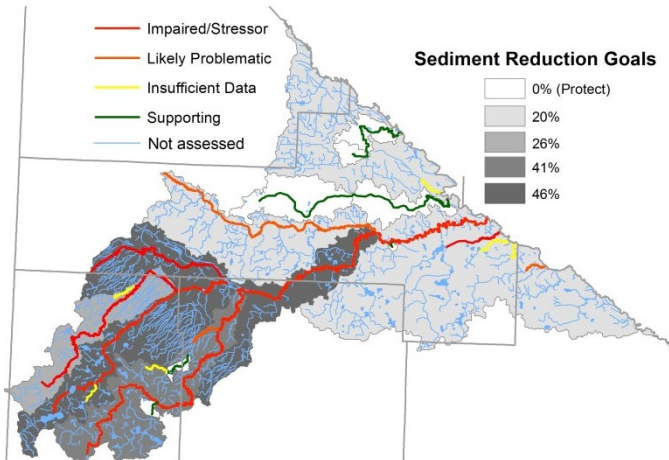 Impaired/Stressor
Likely Problematic
Insufficient Data
Supporting
Not assessed
Sediment Reduction Goals
0% (Protect)
20%
26%
41%
46%